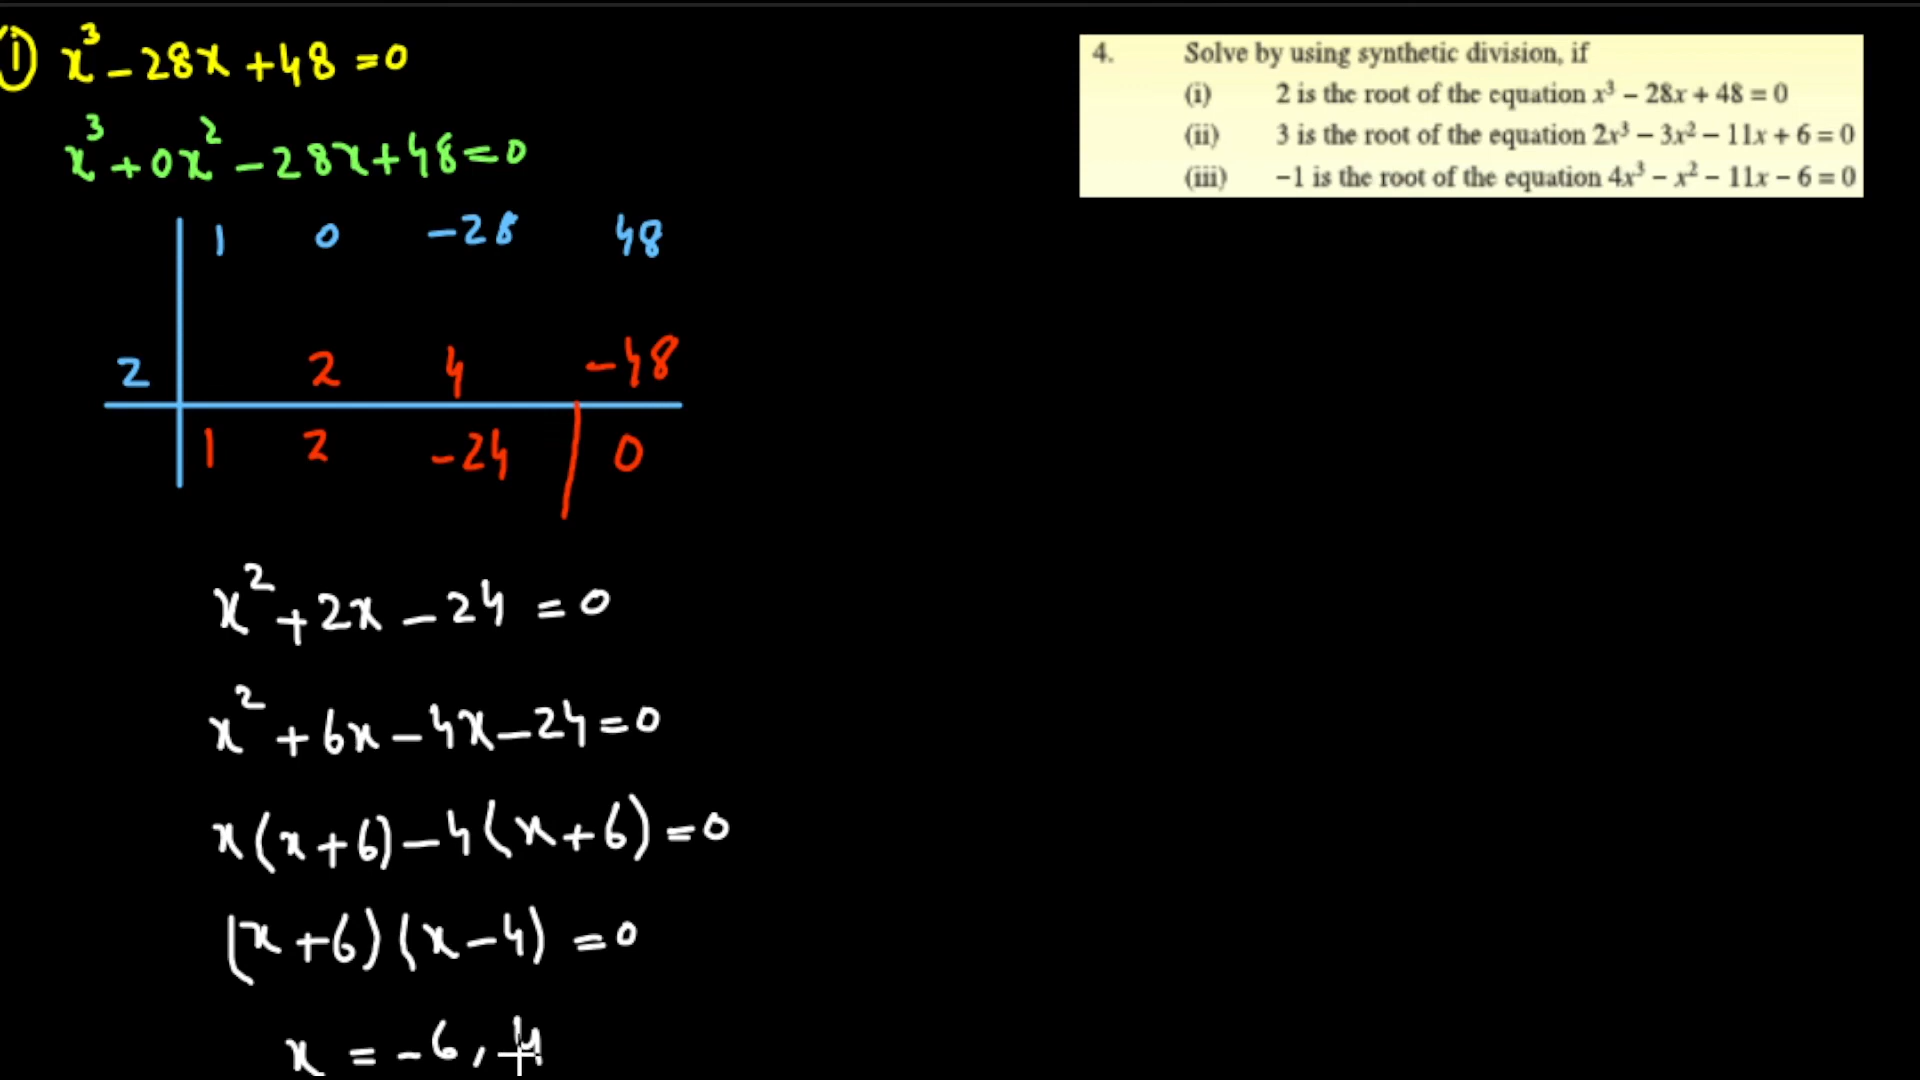 (i) x³ - 28x + 48 = 0
x³ + 0x² - 28x + 48 = 0
1 0 -28 48
2 2 4 -48
1 2 -24 0
x² + 2x - 24 = 0
x² + 6x - 4x - 24 = 0
x(x+6) - 4(x+6) = 0
(x+6)(x-4) = 0
x = -6, 4
4. Solve by using synthetic division, if
(i) 2 is the root of the equation x³ – 28x + 48 = 0
(ii) 3 is the root of the equation 2x³ – 3x² – 11x + 6 = 0
(iii) –1 is the root of the equation 4x³ – x² – 11x – 6 = 0